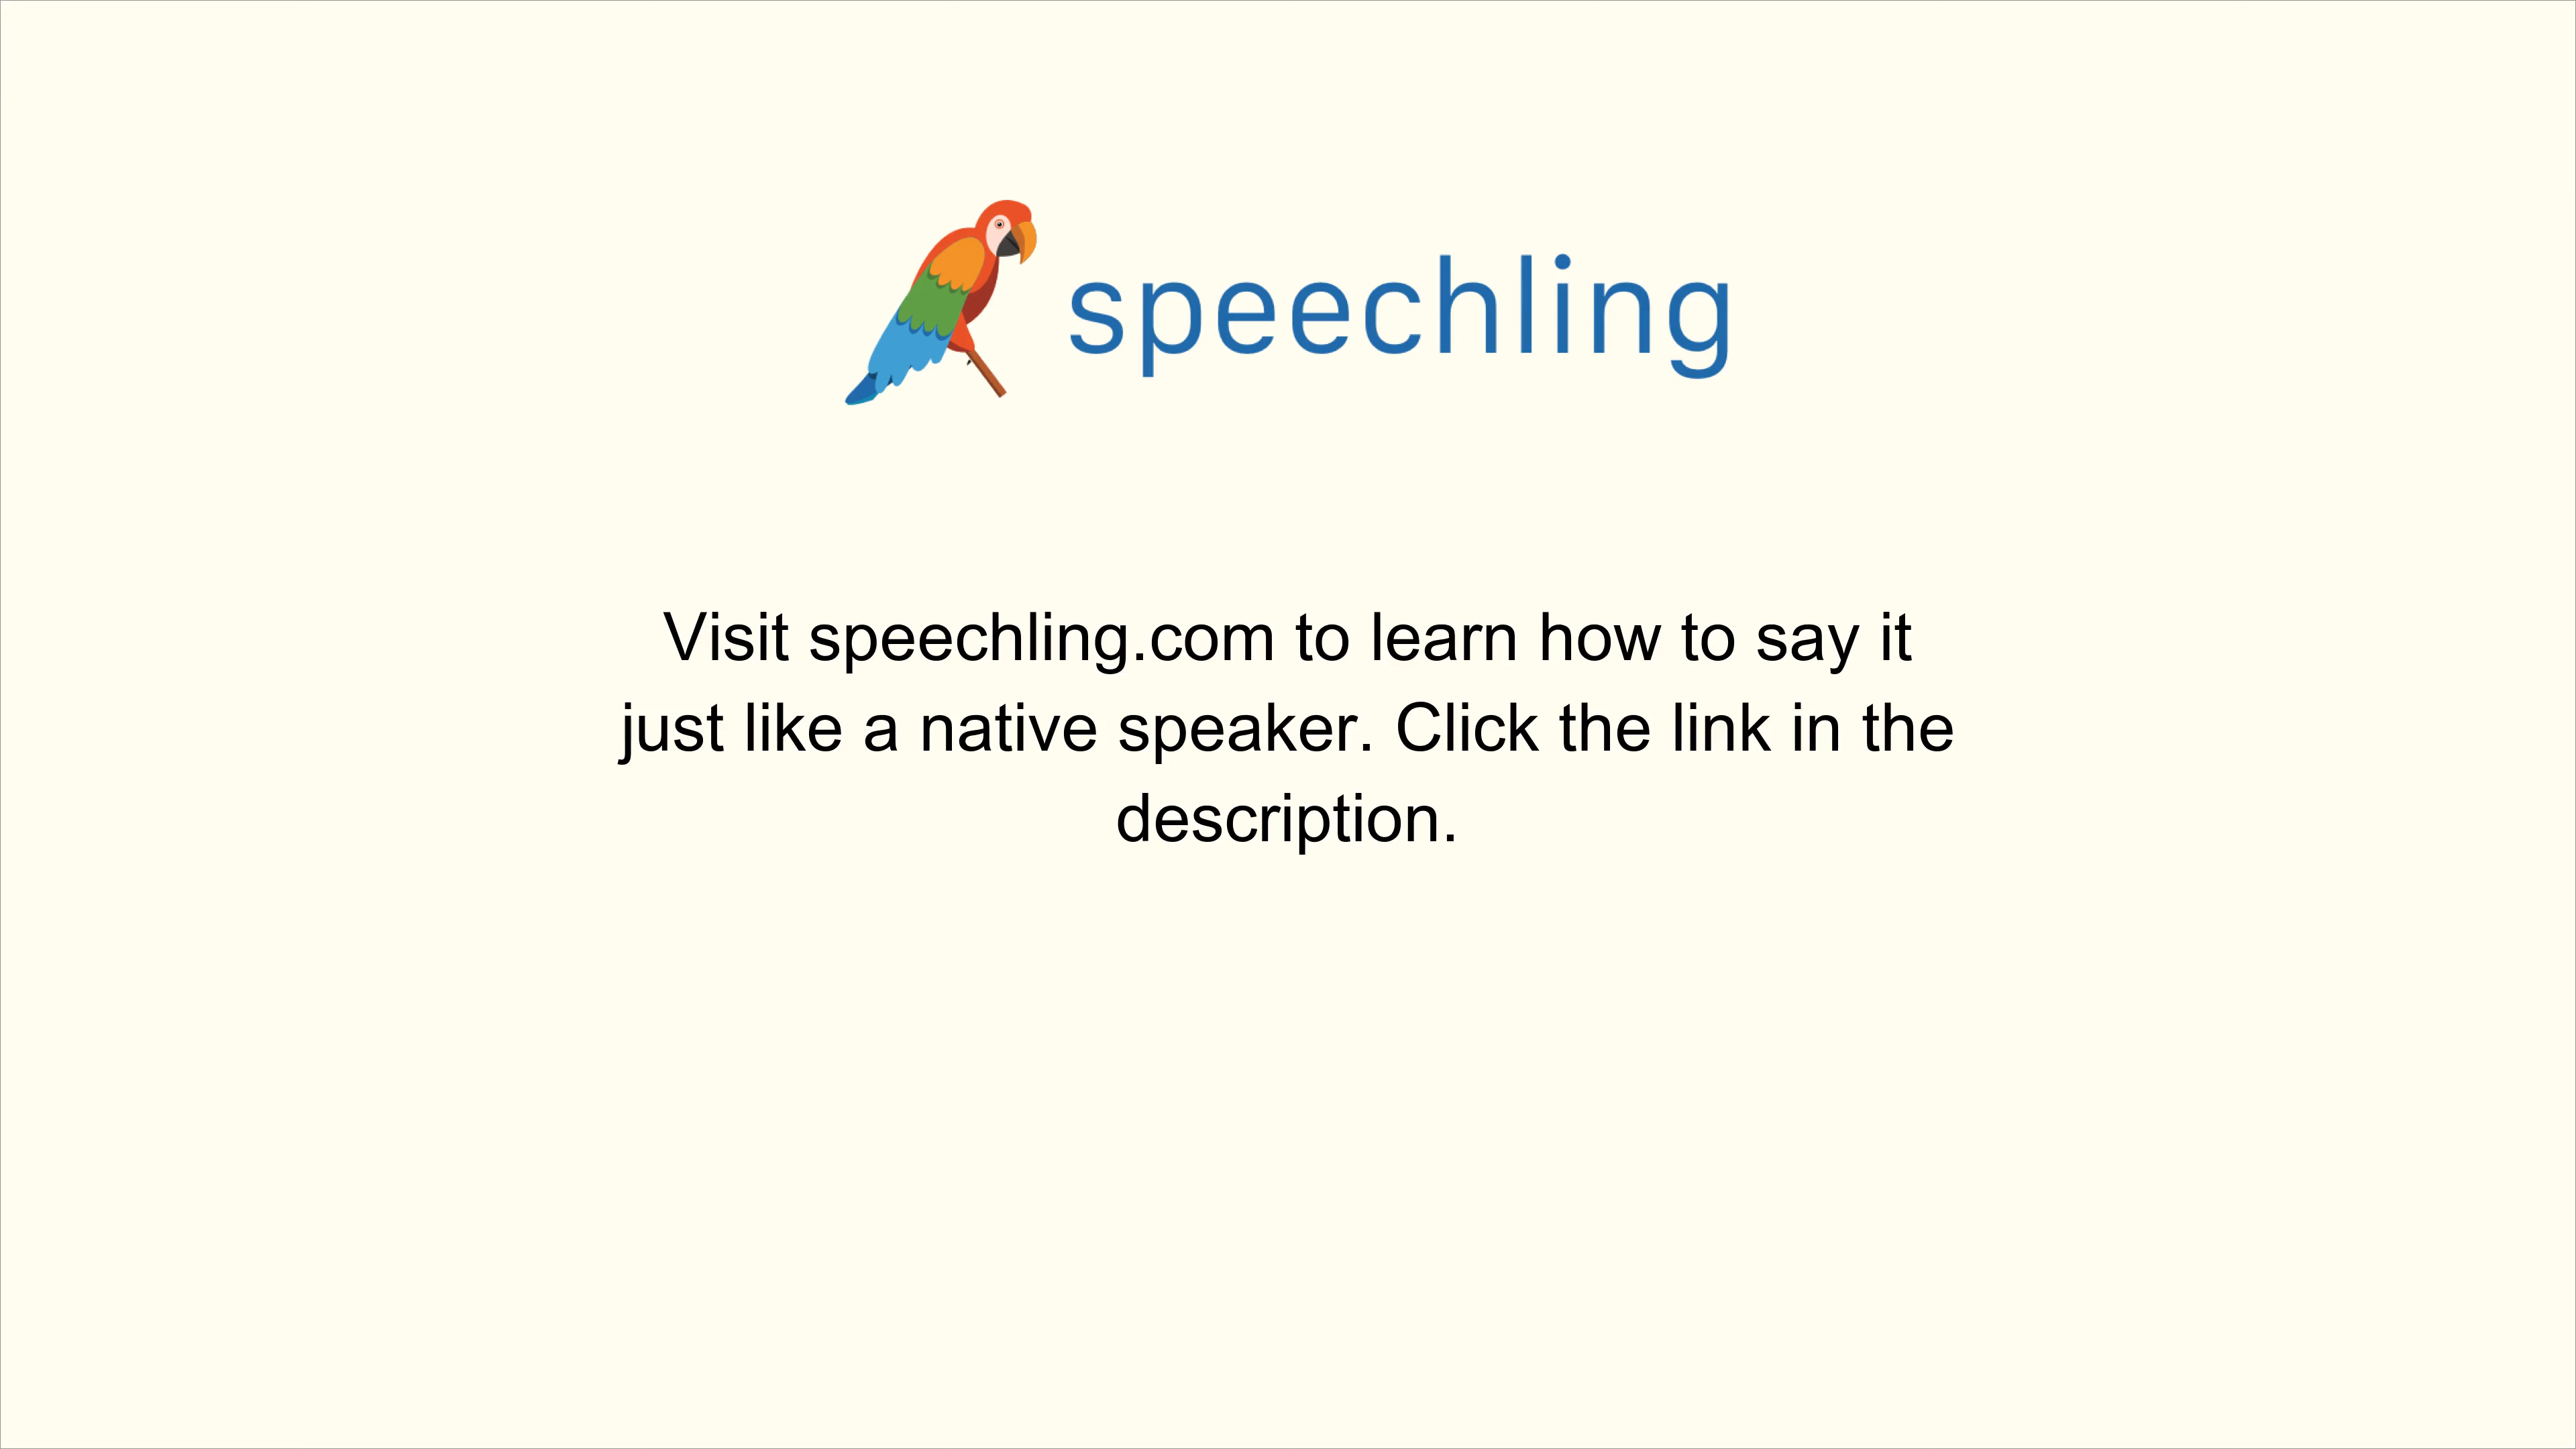 speechling
Visit speechling.com to learn how to say it
just like a native speaker. Click the link in the
description.